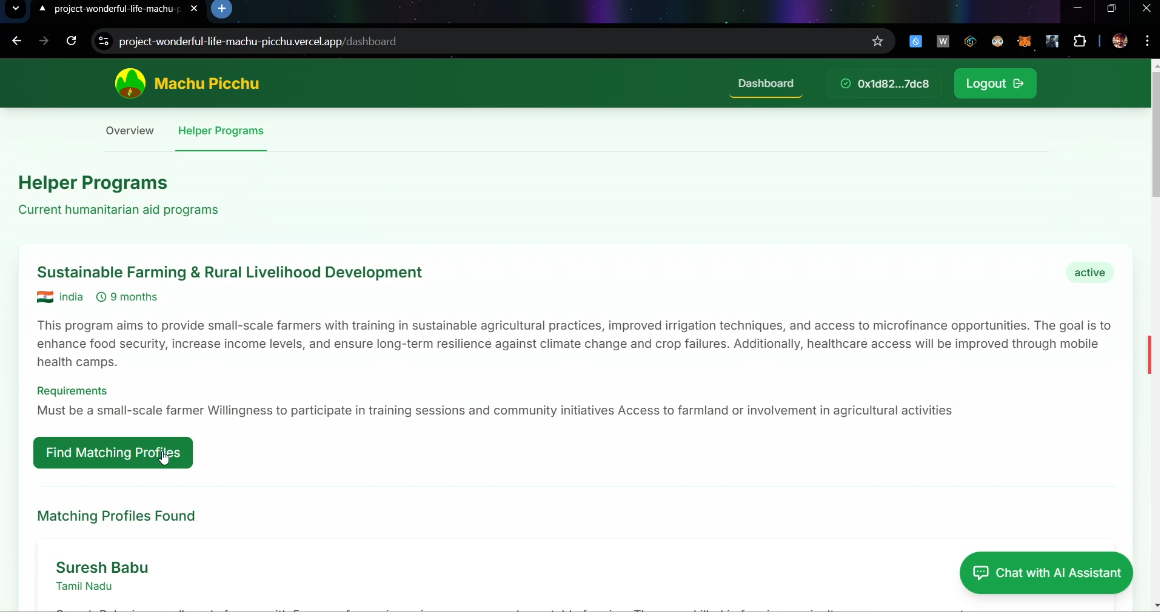 project-wonderful-life-machu-p
project-wonderful-life-machu-picchu.vercel.app/dashboard
Machu Picchu
Dashboard
0x1d82...7dc8
Logout
Overview
Helper Programs
Helper Programs
Current humanitarian aid programs
Sustainable Farming & Rural Livelihood Development
active
india
9 months
This program aims to provide small-scale farmers with training in sustainable agricultural practices, improved irrigation techniques, and access to microfinance opportunities. The goal is to
enhance food security, increase income levels, and ensure long-term resilience against climate change and crop failures. Additionally, healthcare access will be improved through mobile
health camps.
Requirements
Must be a small-scale farmer Willingness to participate in training sessions and community initiatives Access to farmland or involvement in agricultural activities
Find Matching Profiles
Matching Profiles Found
Suresh Babu
Tamil Nadu
Chat with AI Assistant